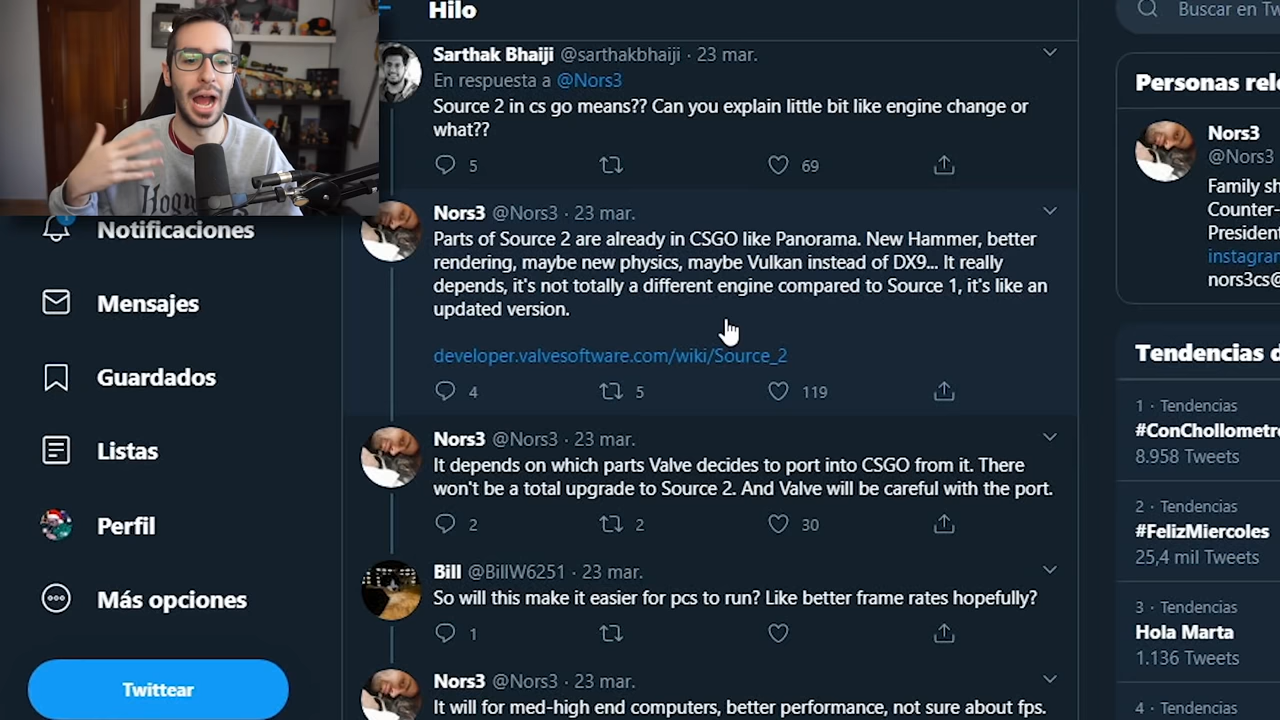 Hilo
Buscar en Tw
Sarthak Bhaiji @sarthakbhaiji · 23 mar.
En respuesta a @Nors3
Source 2 in cs go means?? Can you explain little bit like engine change or
what??
5
69
Nors3 @Nors3 · 23 mar.
Parts of Source 2 are already in CSGO like Panorama. New Hammer, better
rendering, maybe new physics, maybe Vulkan instead of DX9... It really
depends, it's not totally a different engine compared to Source 1, it's like an
updated version.
developer.valvesoftware.com/wiki/Source_2
4
5
119
Nors3 @Nors3 · 23 mar.
It depends on which parts Valve decides to port into CSGO from it. There
won't be a total upgrade to Source 2. And Valve will be careful with the port.
2
2
30
Bill @BillW6251 · 23 mar.
So will this make it easier for pcs to run? Like better frame rates hopefully?
1
Nors3 @Nors3 · 23 mar.
It will for med-high end computers, better performance, not sure about fps.
Notificaciones
Mensajes
Guardados
Listas
Perfil
Más opciones
Twittear
Personas rele
Nors3
@Nors3
Family sh
Counter-
Presiden
instagran
nors3cs@
Tendencias d
1 · Tendencias
#ConChollometro
8.958 Tweets
2 · Tendencias
#FelizMiercoles
25,4 mil Tweets
3 · Tendencias
Hola Marta
1.136 Tweets
4 · Tendencias